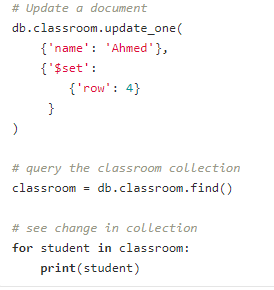 # Update a document
db.classroom.update_one(
    {'name': 'Ahmed'},
    {'$set':
        {'row': 4}
     }
)
# query the classroom collection
classroom = db.classroom.find()
# see change in collection
for student in classroom:
    print(student)